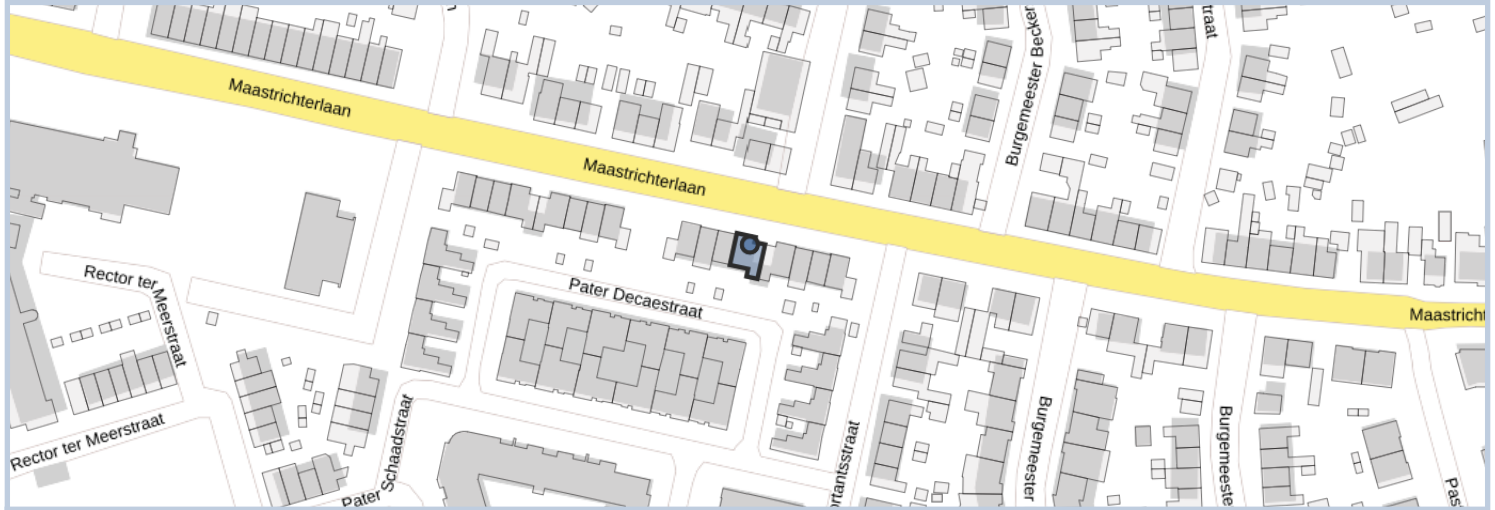 Burgemeester Becker
straat
Maastrichterlaan
Maastrichterlaan
Rector ter Meerstraat
Pater Decaestraat
Maastricht
Rector ter Meerstraat
Pater Schaadstraat
ortantsstraat
Burgemeester
Burgemeeste
Pas